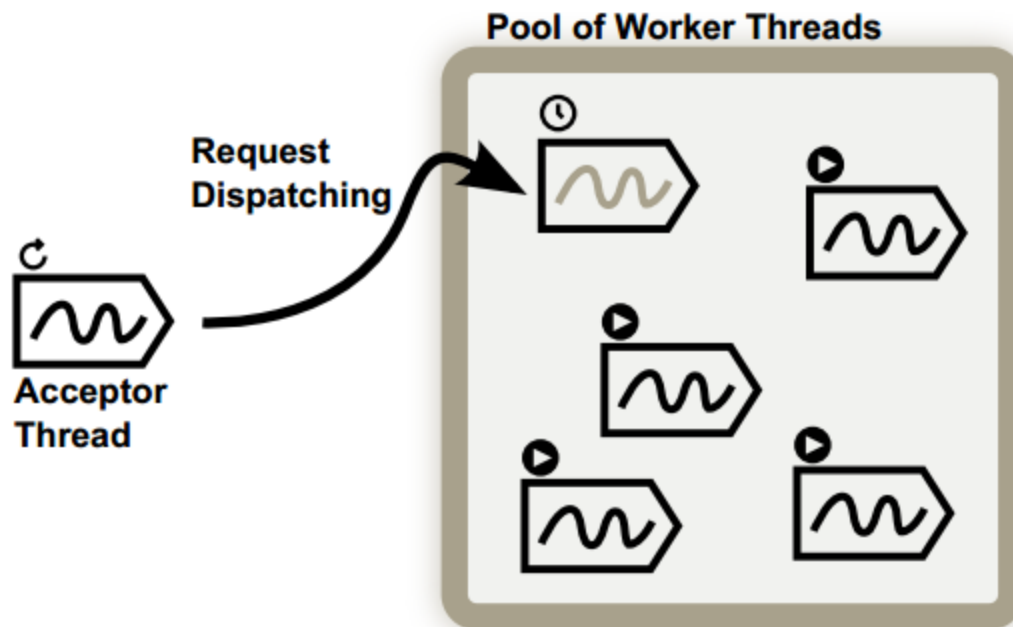 Pool of Worker Threads
Request
Dispatching
Acceptor
Thread